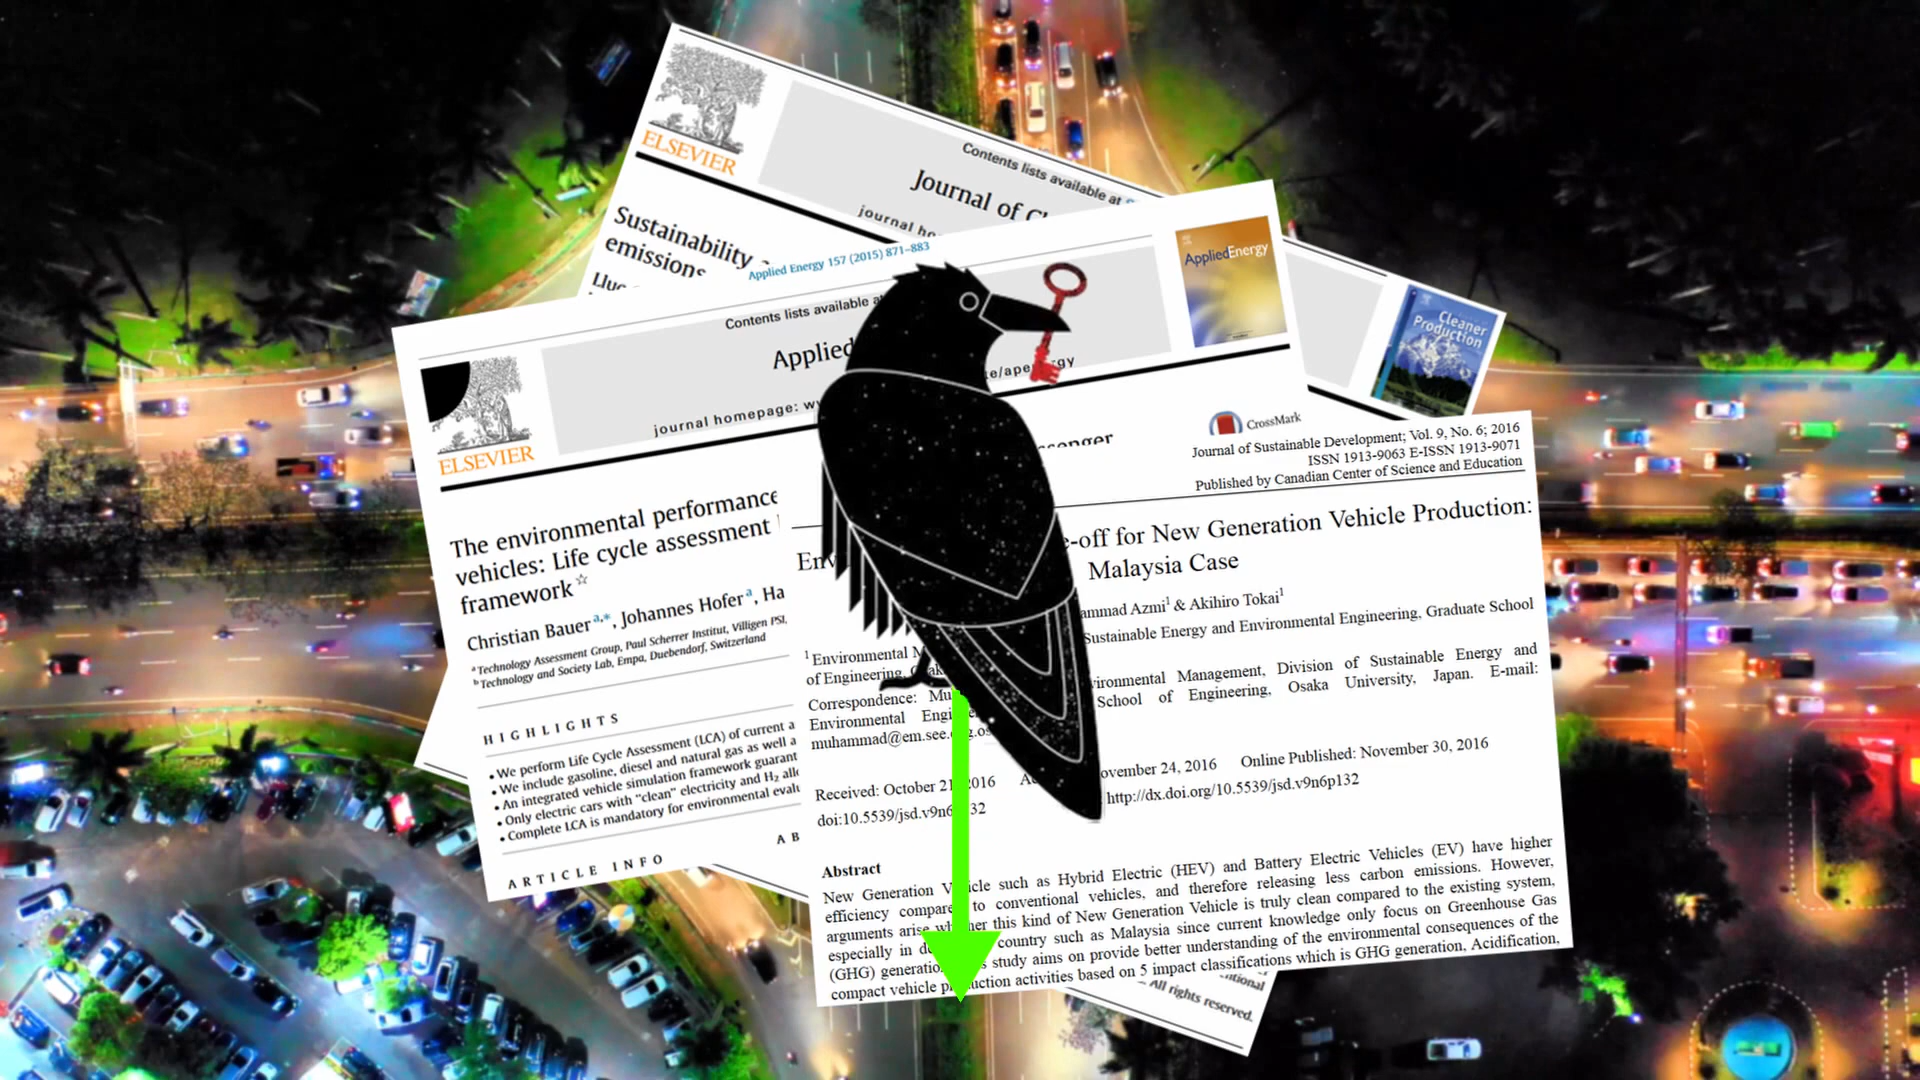 ELSEVIER
Contents lists available at
Journal of
journal
Sustainability
emissions
Cleaner
Production
Applied Energy 157 (2015) 871–883
Contents lists available
Applied
journal homepage:
AppliedEnergy
ELSEVIER
CrossMark
The environmental performance
vehicles: Life cycle assessment
framework☆
Christian Bauer a,*, Johannes Hofer a, Ha
a Technology Assessment Group, Paul Scherrer Institut, Villigen PSI,
b Technology and Society Lab, Empa, Duebendorf, Switzerland
HIGHLIGHTS
• We perform Life Cycle Assessment (LCA) of current a
• We include gasoline, diesel and natural gas as well a
• An integrated vehicle simulation framework guarant
• Only electric cars with "clean" electricity and H2 all
• Complete LCA is mandatory for environmental eval
ARTICLE INFO
A B
Journal of Sustainable Development; Vol. 9, No. 6; 2016
ISSN 1913-9063 E-ISSN 1913-9071
Published by Canadian Center of Science and Education
-off for New Generation Vehicle Production:
Malaysia Case
ammad Azmi1 & Akihiro Tokai1
1 Environmental Sustainable Energy and Environmental Engineering, Graduate School
of Engineering,
Correspondence: ironmental Management, Division of Sustainable Energy and
Environmental School of Engineering, Osaka University, Japan. E-mail:
muhammad@em.see.
Received: October 21 2016 ovember 24, 2016 Online Published: November 30, 2016
doi:10.5539/jsd.v9n6 32 http://dx.doi.org/10.5539/jsd.v9n6p132
Abstract
New Generation such as Hybrid Electric (HEV) and Battery Electric Vehicles (EV) have higher
efficiency to conventional vehicles, and therefore releasing less carbon emissions. However,
arguments arise this kind of New Generation Vehicle is truly clean compared to the existing system,
especially in country such as Malaysia since current knowledge only focus on Greenhouse Gas
(GHG) study aims on provide better understanding of the environmental consequences of the
compact vehicle activities based on 5 impact classifications which is GHG generation, Acidification,
All rights reserved.